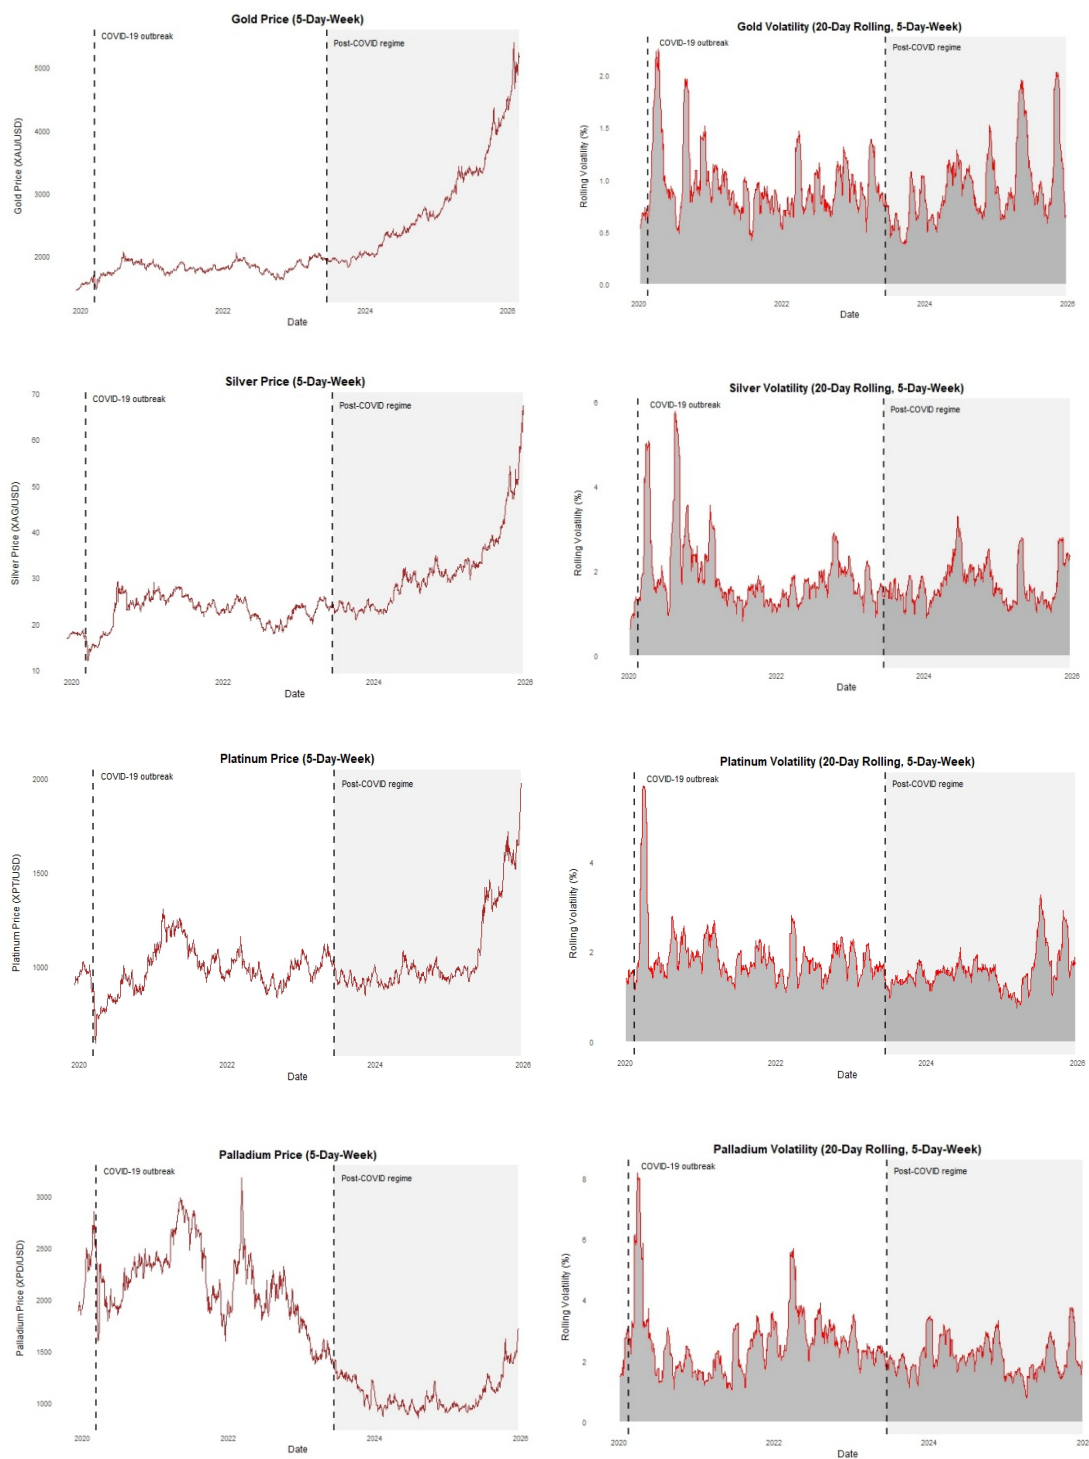 Gold Price (5-Day-Week)
COVID-19 outbreak
Post-COVID regime
Gold Price (XAU/USD)
5000
4000
3000
2000
2020
2022
2024
2026
Date
Gold Volatility (20-Day Rolling, 5-Day-Week)
COVID-19 outbreak
Post-COVID regime
Rolling Volatility (%)
2.0
1.5
1.0
0.5
0.0
2020
2022
2024
2026
Date
Silver Price (5-Day-Week)
COVID-19 outbreak
Post-COVID regime
Silver Price (XAG/USD)
70
60
50
40
30
20
10
2020
2022
2024
2026
Date
Silver Volatility (20-Day Rolling, 5-Day-Week)
COVID-19 outbreak
Post-COVID regime
Rolling Volatility (%)
6
4
2
0
2020
2022
2024
2026
Date
Platinum Price (5-Day-Week)
COVID-19 outbreak
Post-COVID regime
Platinum Price (XPT/USD)
2000
1500
1000
2020
2022
2024
2026
Date
Platinum Volatility (20-Day Rolling, 5-Day-Week)
COVID-19 outbreak
Post-COVID regime
Rolling Volatility (%)
4
2
0
2020
2022
2024
2026
Date
Palladium Price (5-Day-Week)
COVID-19 outbreak
Post-COVID regime
Palladium Price (XPD/USD)
3000
2500
2000
1500
1000
2020
2022
2024
2026
Date
Palladium Volatility (20-Day Rolling, 5-Day-Week)
COVID-19 outbreak
Post-COVID regime
Rolling Volatility (%)
8
6
4
2
0
2020
2022
2024
202
Date